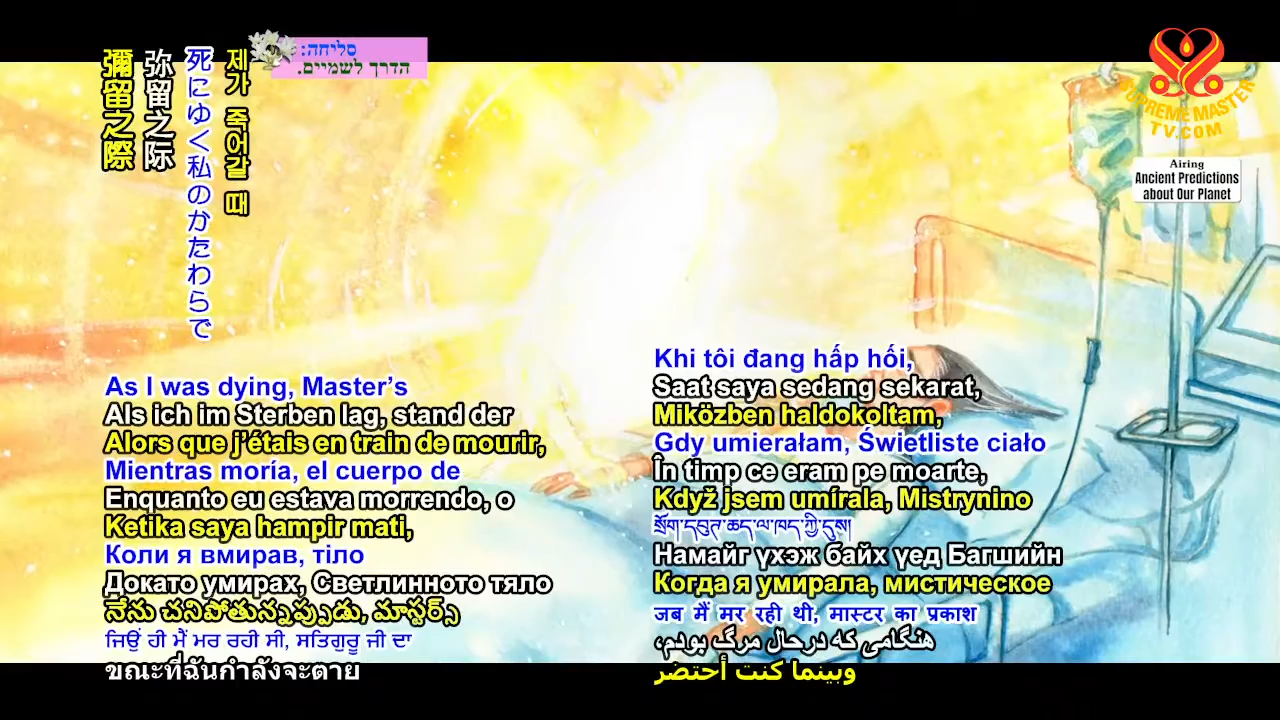 彌留之際
弥留之际
死にゆく私のかたわらで
제가 죽어갈 때
סליחה:
הדרך לשמיים.
SUPREME MASTER
TV.COM
Airing
Ancient Predictions
about Our Planet
As I was dying, Master’s
Als ich im Sterben lag, stand der
Alors que j’étais en train de mourir,
Mientras moría, el cuerpo de
Enquanto eu estava morrendo, o
Ketika saya hampir mati,
Коли я вмирав, тіло
Докато умирах, Светлинното тяло
నేను చనిపోతున్నప్పుడు, మాస్టర్స్
ਜਿਉਂ ਹੀ ਮੈਂ ਮਰ ਰਹੀ ਸੀ, ਸਤਿਗੁਰੂ ਜੀ ਦਾ
ขณะที่ฉันกำลังจะตาย
Khi tôi đang hấp hối,
Saat saya sedang sekarat,
Miközben haldokoltam,
Gdy umierałam, Świetliste ciało
În timp ce eram pe moarte,
Když jsem umírala, Mistrynino
སྲོག་དབུཊ་ཆད་ལ་ཁད་ཀྱི་དུས།
Намайг үхэж байх үед Багшийн
Когда я умирала, мистическое
जब मैं मर रही थी, मास्टर का प्रकाश
هنگامی که درحال مرگ بودم،
وبينما كنت أحتضر